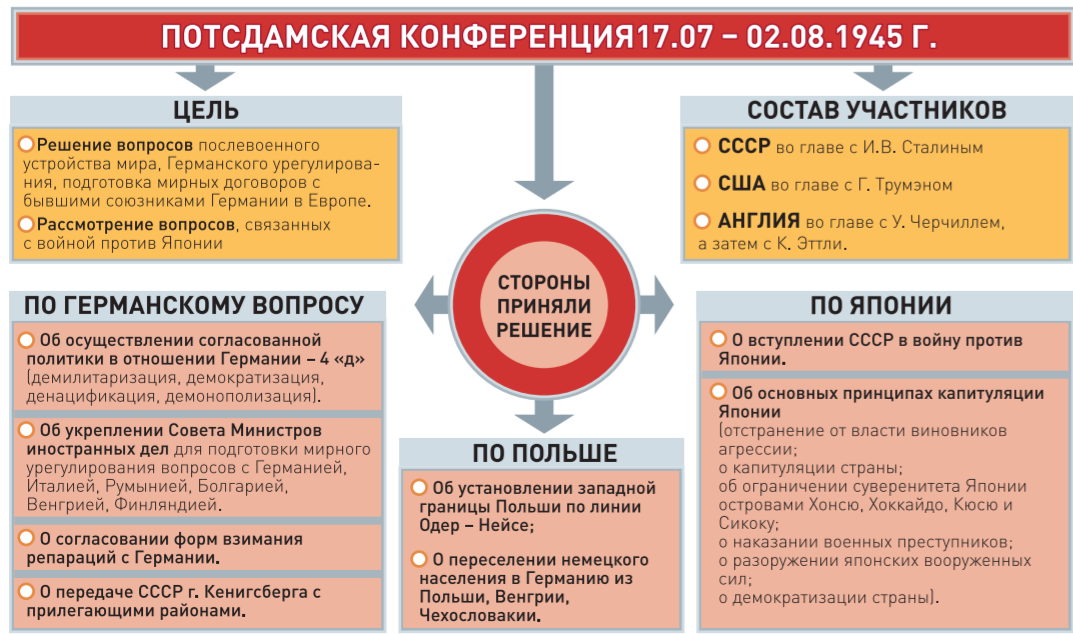 ПОТСДАМСКАЯ КОНФЕРЕНЦИЯ17.07 – 02.08.1945 Г.
ЦЕЛЬ
Решение вопросов послевоенного
устройства мира, Германского урегулирова-
ния, подготовка мирных договоров с
бывшими союзниками Германии в Европе.
Рассмотрение вопросов, связанных
с войной против Японии
СОСТАВ УЧАСТНИКОВ
СССР во главе с И.В. Сталиным
США во главе с Г. Трумэном
АНГЛИЯ во главе с У. Черчиллем,
а затем с К. Эттли.
СТОРОНЫ
ПРИНЯЛИ
РЕШЕНИЕ
ПО ГЕРМАНСКОМУ ВОПРОСУ
Об осуществлении согласованной
политики в отношении Германии – 4 «д»
(демилитаризация, демократизация,
денацификация, демонополизация).
Об укреплении Совета Министров
иностранных дел для подготовки мирного
урегулирования вопросов с Германией,
Италией, Румынией, Болгарией,
Венгрией, Финляндией.
О согласовании форм взимания
репараций с Германии.
О передаче СССР г. Кенигсберга с
прилегающими районами.
ПО ПОЛЬШЕ
Об установлении западной
границы Польши по линии
Одер – Нейсе;
О переселении немецкого
населения в Германию из
Польши, Венгрии,
Чехословакии.
ПО ЯПОНИИ
О вступлении СССР в войну против
Японии.
Об основных принципах капитуляции
Японии
(отстранение от власти виновников
агрессии;
о капитуляции страны;
об ограничении суверенитета Японии
островами Хонсю, Хоккайдо, Кюсю и
Сикоку;
о наказании военных преступников;
о разоружении японских вооруженных
сил;
о демократизации страны).